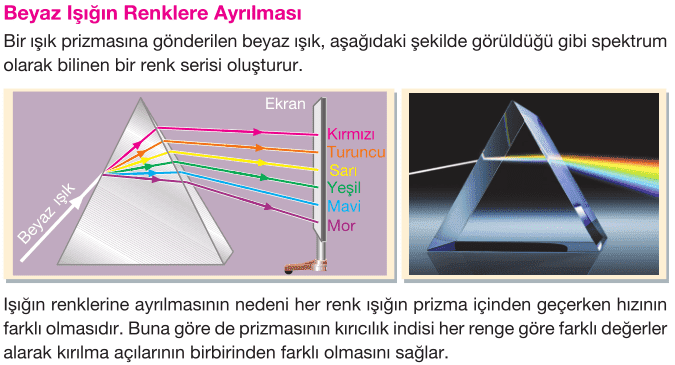 Beyaz Işığın Renklere Ayrılması
Bir ışık prizmasına gönderilen beyaz ışık, aşağıdaki şekilde görüldüğü gibi spektrum
olarak bilinen bir renk serisi oluşturur.
Ekran
Kırmızı
Turuncu
Sarı
Yeşil
Mavi
Mor
Beyaz ışık
Işığın renklerine ayrılmasının nedeni her renk ışığın prizma içinden geçerken hızının
farklı olmasıdır. Buna göre de prizmasının kırıcılık indisi her renge göre farklı değerler
alarak kırılma açılarının birbirinden farklı olmasını sağlar.